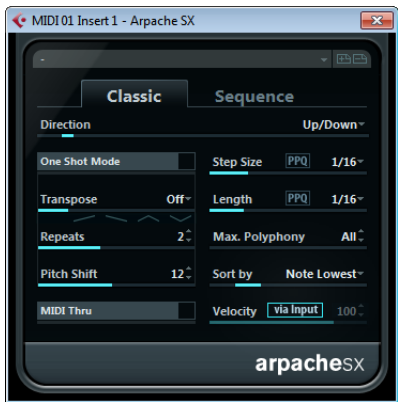 MIDI 01 Insert 1 - Arpache SX
-
Classic Sequence
Direction Up/Down
One Shot Mode Step Size PPQ 1/16
Transpose Off Length PPQ 1/16
Repeats 2 Max. Polyphony All
Pitch Shift 12 Sort by Note Lowest
MIDI Thru Velocity via Input 100
arpacheSX